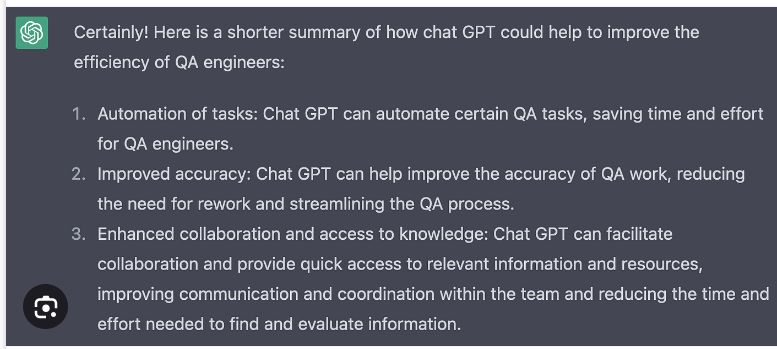 Certainly! Here is a shorter summary of how chat GPT could help to improve the
efficiency of QA engineers:
1. Automation of tasks: Chat GPT can automate certain QA tasks, saving time and effort
for QA engineers.
2. Improved accuracy: Chat GPT can help improve the accuracy of QA work, reducing
the need for rework and streamlining the QA process.
3. Enhanced collaboration and access to knowledge: Chat GPT can facilitate
collaboration and provide quick access to relevant information and resources,
improving communication and coordination within the team and reducing the time and
effort needed to find and evaluate information.